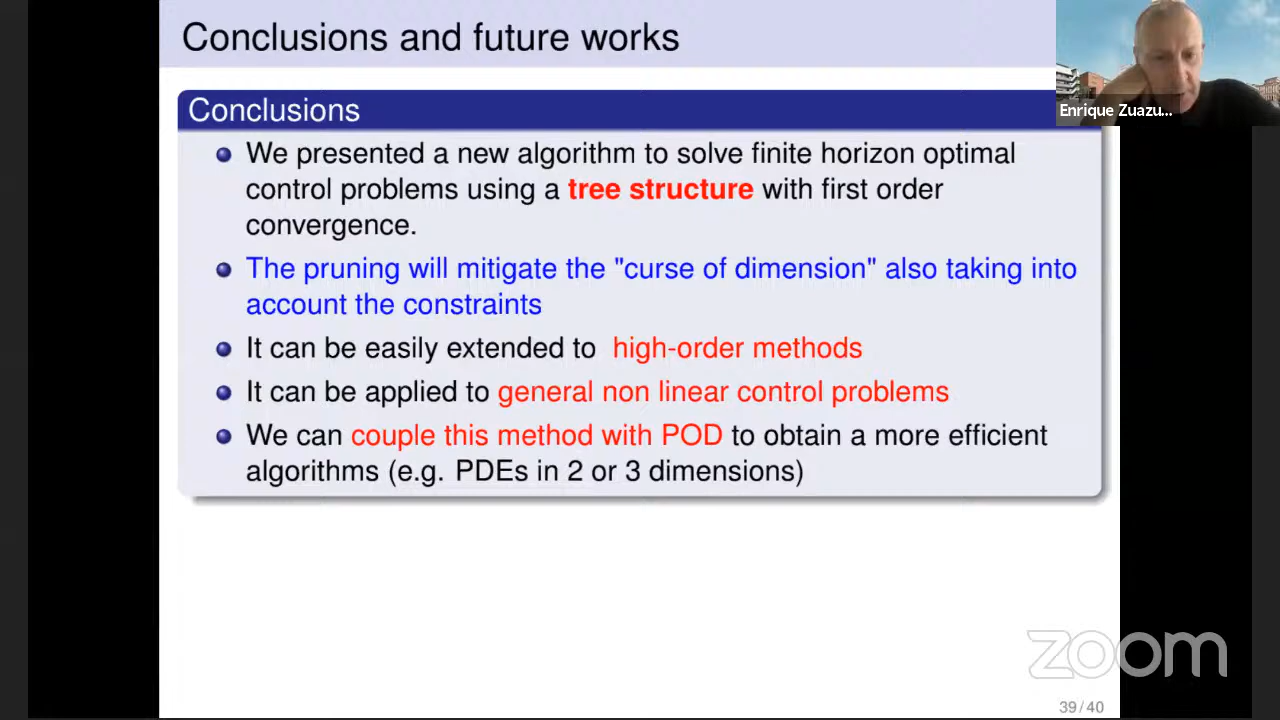 Conclusions and future works
Enrique Zuazu...
Conclusions
We presented a new algorithm to solve finite horizon optimal
control problems using a tree structure with first order
convergence.
The pruning will mitigate the "curse of dimension" also taking into
account the constraints
It can be easily extended to high-order methods
It can be applied to general non linear control problems
We can couple this method with POD to obtain a more efficient
algorithms (e.g. PDEs in 2 or 3 dimensions)
zoom
39 / 40